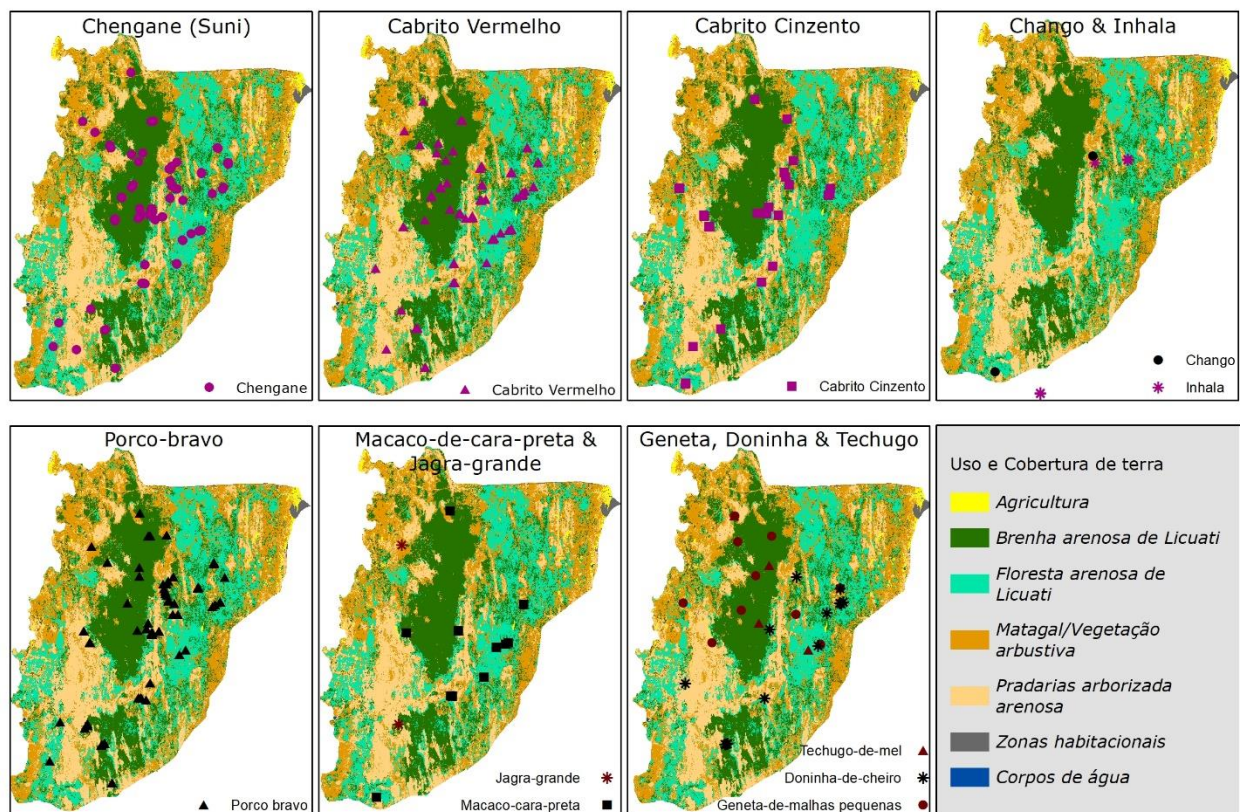 Chengane (Suni)
Chengane
Cabrito Vermelho
Cabrito Vermelho
Cabrito Cinzento
Cabrito Cinzento
Chango & Inhala
Chango
Inhala
Porco-bravo
Porco bravo
Macaco-de-cara-preta &
Jagra-grande
Jagra-grande
Macaco-cara-preta
Geneta, Doninha & Techugo
Techugo-de-mel
Doninha-de-cheiro
Geneta-de-malhas pequenas
Uso e Cobertura de terra
Agricultura
Brenha arenosa de Licuati
Floresta arenosa de
Licuati
Matagal/Vegetação
arbustiva
Pradarias arborizada
arenosa
Zonas habitacionais
Corpos de água